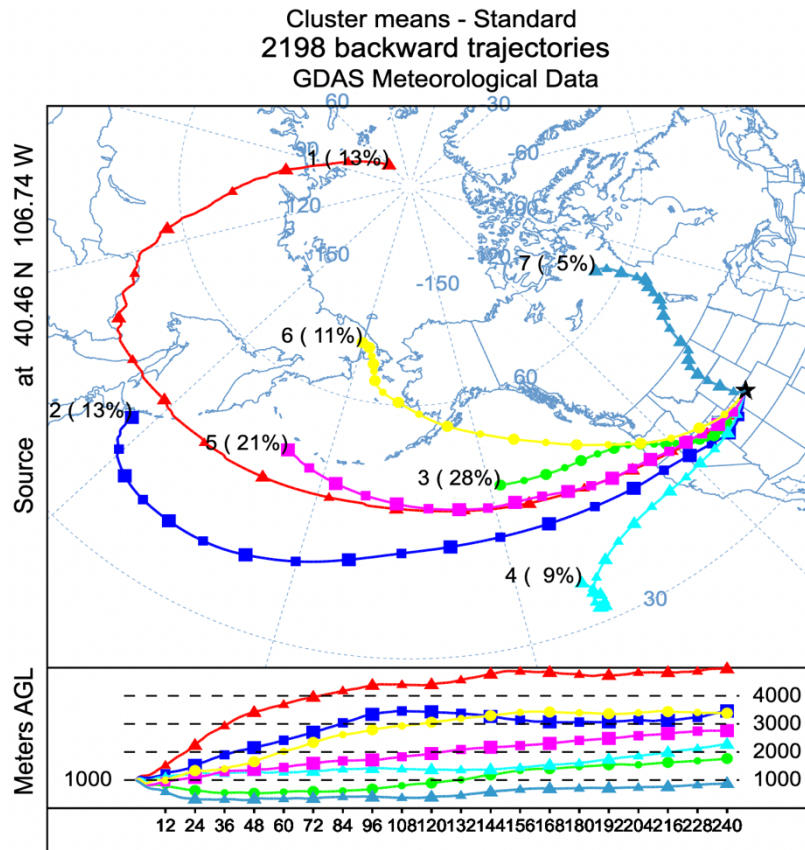 Cluster means - Standard
2198 backward trajectories
GDAS Meteorological Data
Source at 40.46 N 106.74 W
60
30
90
1 ( 13%)
-60
120
-90
150
-120
7 ( 5%)
-150
6 ( 11%)
60
2 ( 13%)
5 ( 21%)
3 ( 28%)
4 ( 9%)
30
Meters AGL
4000
3000
2000
1000
1000
12 24 36 48 60 72 84 96 108 120 132 144 156 168 180 192 204 216 228 240